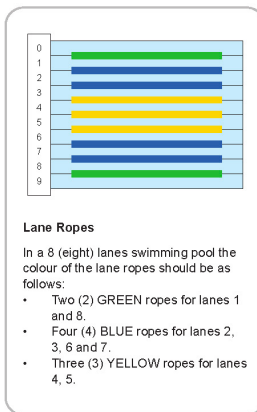 0
1
2
3
4
5
6
7
8
9
Lane Ropes
In a 8 (eight) lanes swimming pool the
colour of the lane ropes should be as
follows:
• Two (2) GREEN ropes for lanes 1
and 8.
• Four (4) BLUE ropes for lanes 2,
3, 6 and 7.
• Three (3) YELLOW ropes for lanes
4, 5.